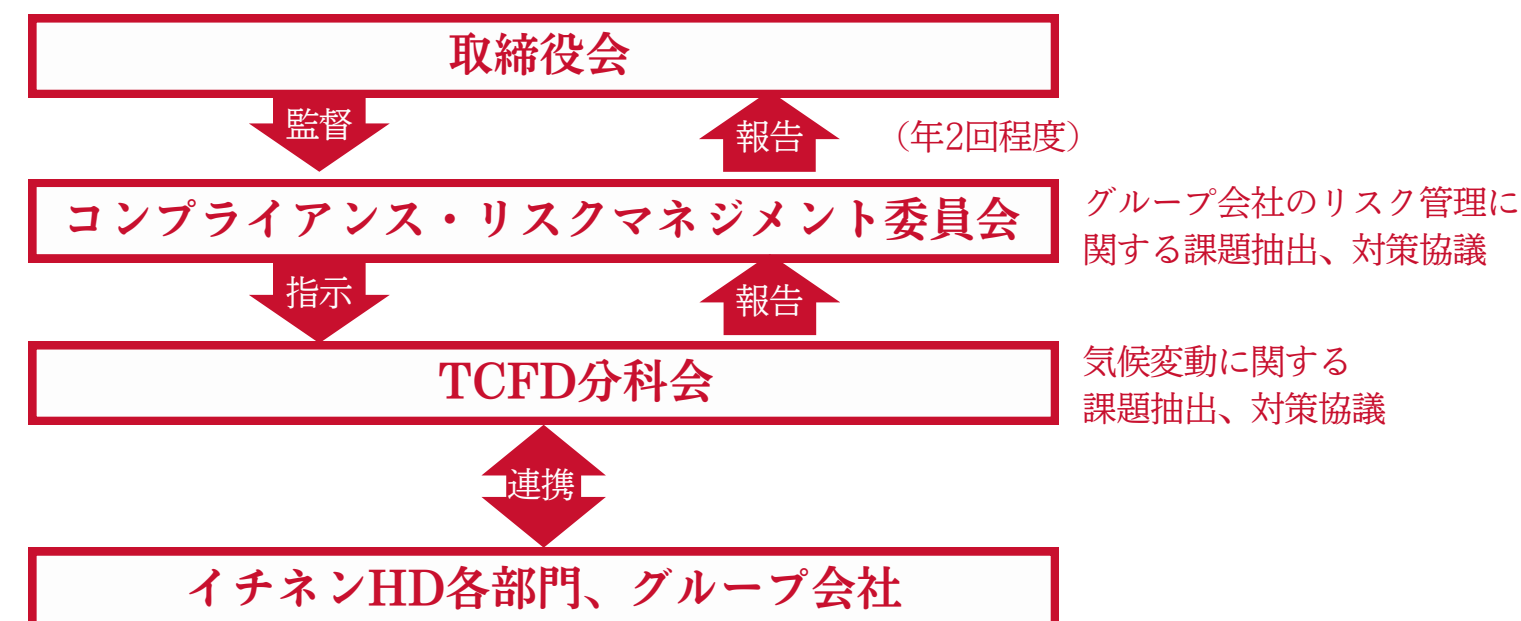 取締役会
監督
報告
（年2回程度）
コンプライアンス・リスクマネジメント委員会
グループ会社のリスク管理に
関する課題抽出、対策協議
指示
報告
TCFD分科会
気候変動に関する
課題抽出、対策協議
連携
イチネンHD各部門、グループ会社